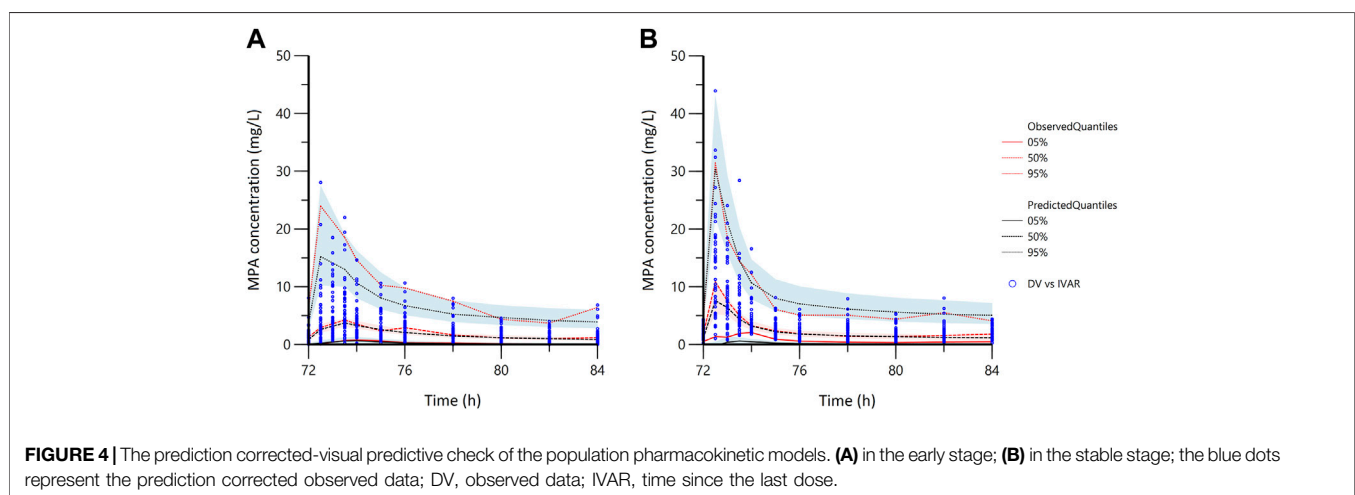 A
B
50
40
30
20
10
0
MPA concentration (mg/L)
72
76
80
84
Time (h)
50
40
30
20
10
0
MPA concentration (mg/L)
72
76
80
84
Time (h)
ObservedQuantiles
05%
50%
95%
PredictedQuantiles
05%
50%
95%
DV vs IVAR
FIGURE 4 | The prediction corrected-visual predictive check of the population pharmacokinetic models. (A) in the early stage; (B) in the stable stage; the blue dots
represent the prediction corrected observed data; DV, observed data; IVAR, time since the last dose.